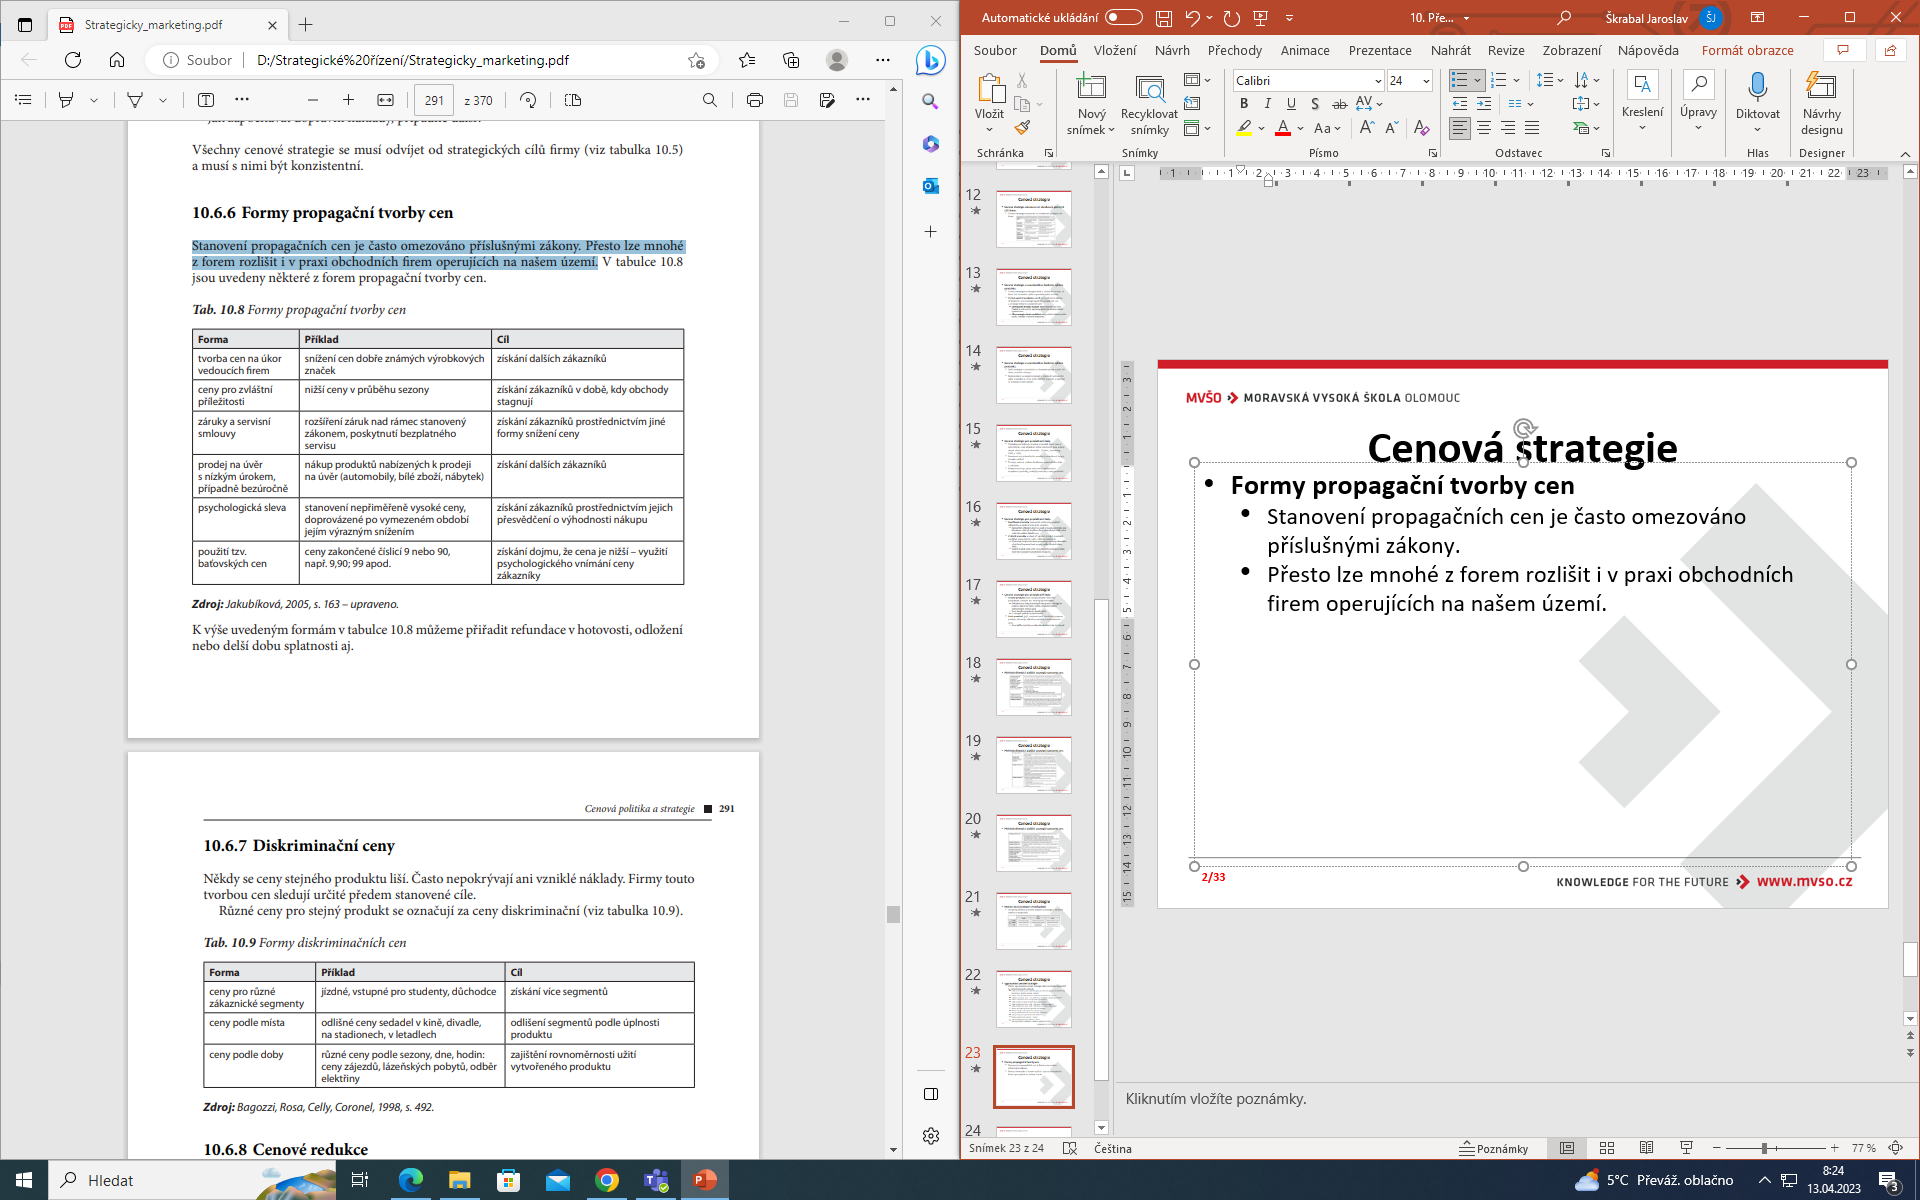 Strategicky_marketing.pdf
Soubor
D:/Strategické%20řízení/Strategicky_marketing.pdf
291
z 370
Všechny cenové strategie se musí odvíjet od strategických cílů firmy (viz tabulka 10.5)
a musí s nimi být konzistentní.
10.6.6 Formy propagační tvorby cen
Stanovení propagačních cen je často omezováno příslušnými zákony. Přesto lze mnohé
z forem rozlišit i v praxi obchodních firem operujících na našem území. V tabulce 10.8
jsou uvedeny některé z forem propagační tvorby cen.
Tab. 10.8 Formy propagační tvorby cen
Forma
Příklad
Cíl
tvorba cen na úkor
vedoucích firem
snížení cen dobře známých výrobkových
značek
získání dalších zákazníků
ceny pro zvláštní
příležitosti
nižší ceny v průběhu sezony
získání zákazníků v době, kdy obchody
stagnují
záruky a servisní
smlouvy
rozšíření záruk nad rámec stanovený
zákonem, poskytnutí bezplatného
servisu
získání zákazníků prostřednictvím jiné
formy snížení ceny
prodej na úvěr
s nízkým úrokem,
případně bezúročně
nákup produktů nabízených k prodeji
na úvěr (automobily, bílé zboží, nábytek)
získání dalších zákazníků
psychologická sleva
stanovení nepřiměřeně vysoké ceny,
doprovázené po vymezeném období
jejím výrazným snížením
získání zákazníků prostřednictvím jejich
přesvědčení o výhodnosti nákupu
použití tzv.
baťovských cen
ceny zakončené číslicí 9 nebo 90,
např. 9,90; 99 apod.
získání dojmu, že cena je nižší – využití
psychologického vnímání ceny
zákazníky
Zdroj: Jakubíková, 2005, s. 163 – upraveno.
K výše uvedeným formám v tabulce 10.8 můžeme přiřadit refundace v hotovosti, odložení
nebo delší dobu splatnosti aj.
Cenová politika a strategie ■ 291
10.6.7 Diskriminační ceny
Někdy se ceny stejného produktu liší. Často nepokrývají ani vzniklé náklady. Firmy touto
tvorbou cen sledují určité předem stanovené cíle.
Různé ceny pro stejný produkt se označují za ceny diskriminační (viz tabulka 10.9).
Tab. 10.9 Formy diskriminačních cen
Forma
Příklad
Cíl
ceny pro různé
zákaznické segmenty
jízdné, vstupné pro studenty, důchodce
získání více segmentů
ceny podle místa
odlišné ceny sedadel v kině, divadle,
na stadionech, v letadlech
odlišení segmentů podle úplnosti
produktu
ceny podle doby
různé ceny podle sezony, dne, hodin:
ceny zájezdů, lázeňských pobytů, odběr
elektřiny
zajištění rovnoměrnosti užití
vytvořeného produktu
Zdroj: Bagozzi, Rosa, Celly, Coronel, 1998, s. 492.
10.6.8 Cenové redukce
Automatické ukládání
10. Pře...
Škrabal Jaroslav
ŠJ
Soubor
Domů
Vložení
Návrh
Přechody
Animace
Prezentace
Nahrát
Revize
Zobrazení
Nápověda
Formát obrazce
Vložit
Schránka
Nový
snímek
Recyklovat
snímky
Snímky
Calibri
24
Písmo
Odstavec
Kreslení
Úpravy
Diktovat
Hlas
Návrhy
designu
Designer
12
13
14
15
16
17
18
19
20
21
22
23
24
MVŠO MORAVSKÁ VYSOKÁ ŠKOLA OLOMOUC
Cenová strategie
• Formy propagační tvorby cen
• Stanovení propagačních cen je často omezováno
příslušnými zákony.
• Přesto lze mnohé z forem rozlišit i v praxi obchodních
firem operujících na našem území.
2/33
KNOWLEDGE FOR THE FUTURE www.mvso.cz
Kliknutím vložíte poznámky.
Snímek 23 z 24
Čeština
Poznámky
77 %
Hledat
5°C Převáž. oblačno
8:24
13.04.2023
3